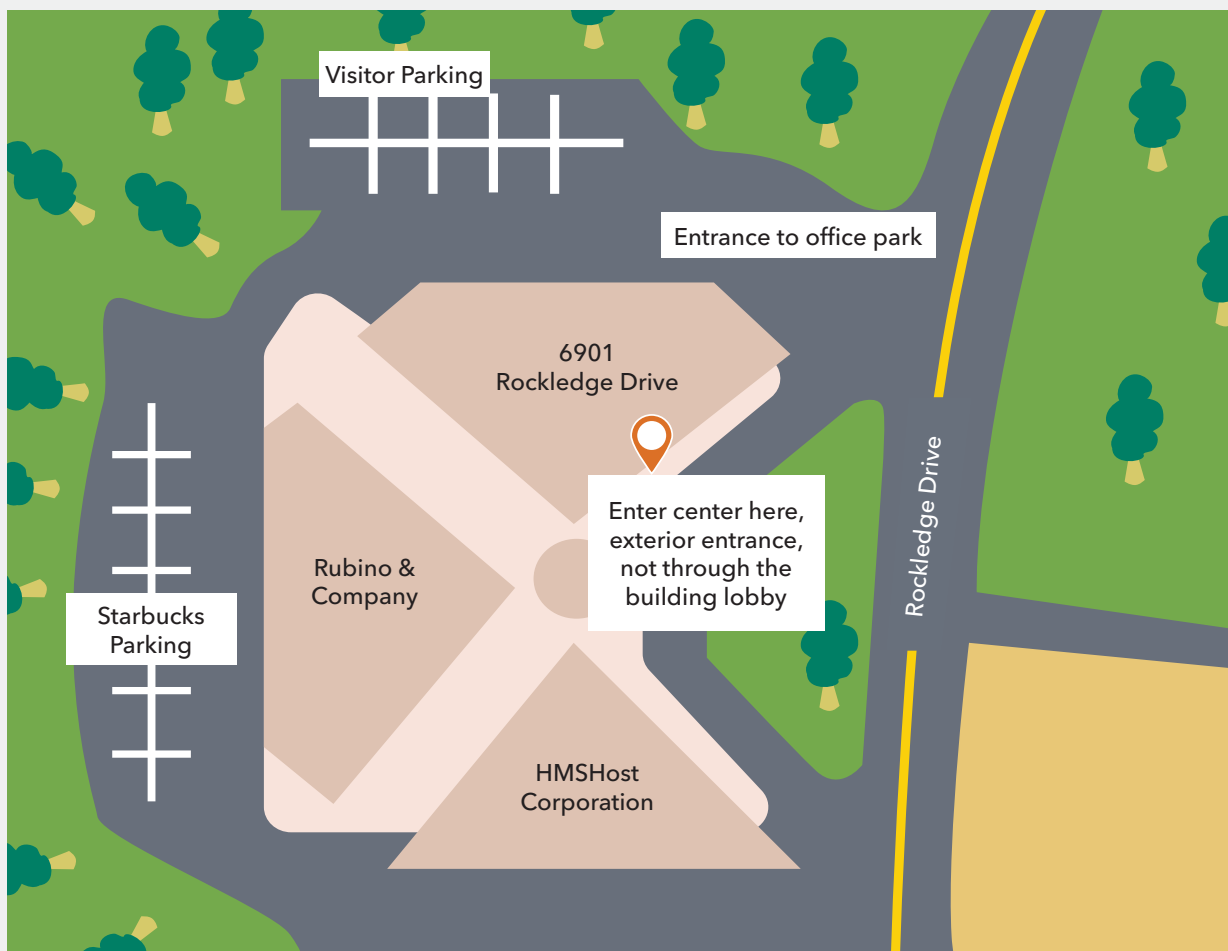 Visitor Parking
Entrance to office park
6901
Rockledge Drive
Enter center here,
exterior entrance,
not through the
building lobby
Rockledge Drive
Rubino &
Company
Starbucks
Parking
HMSHost
Corporation